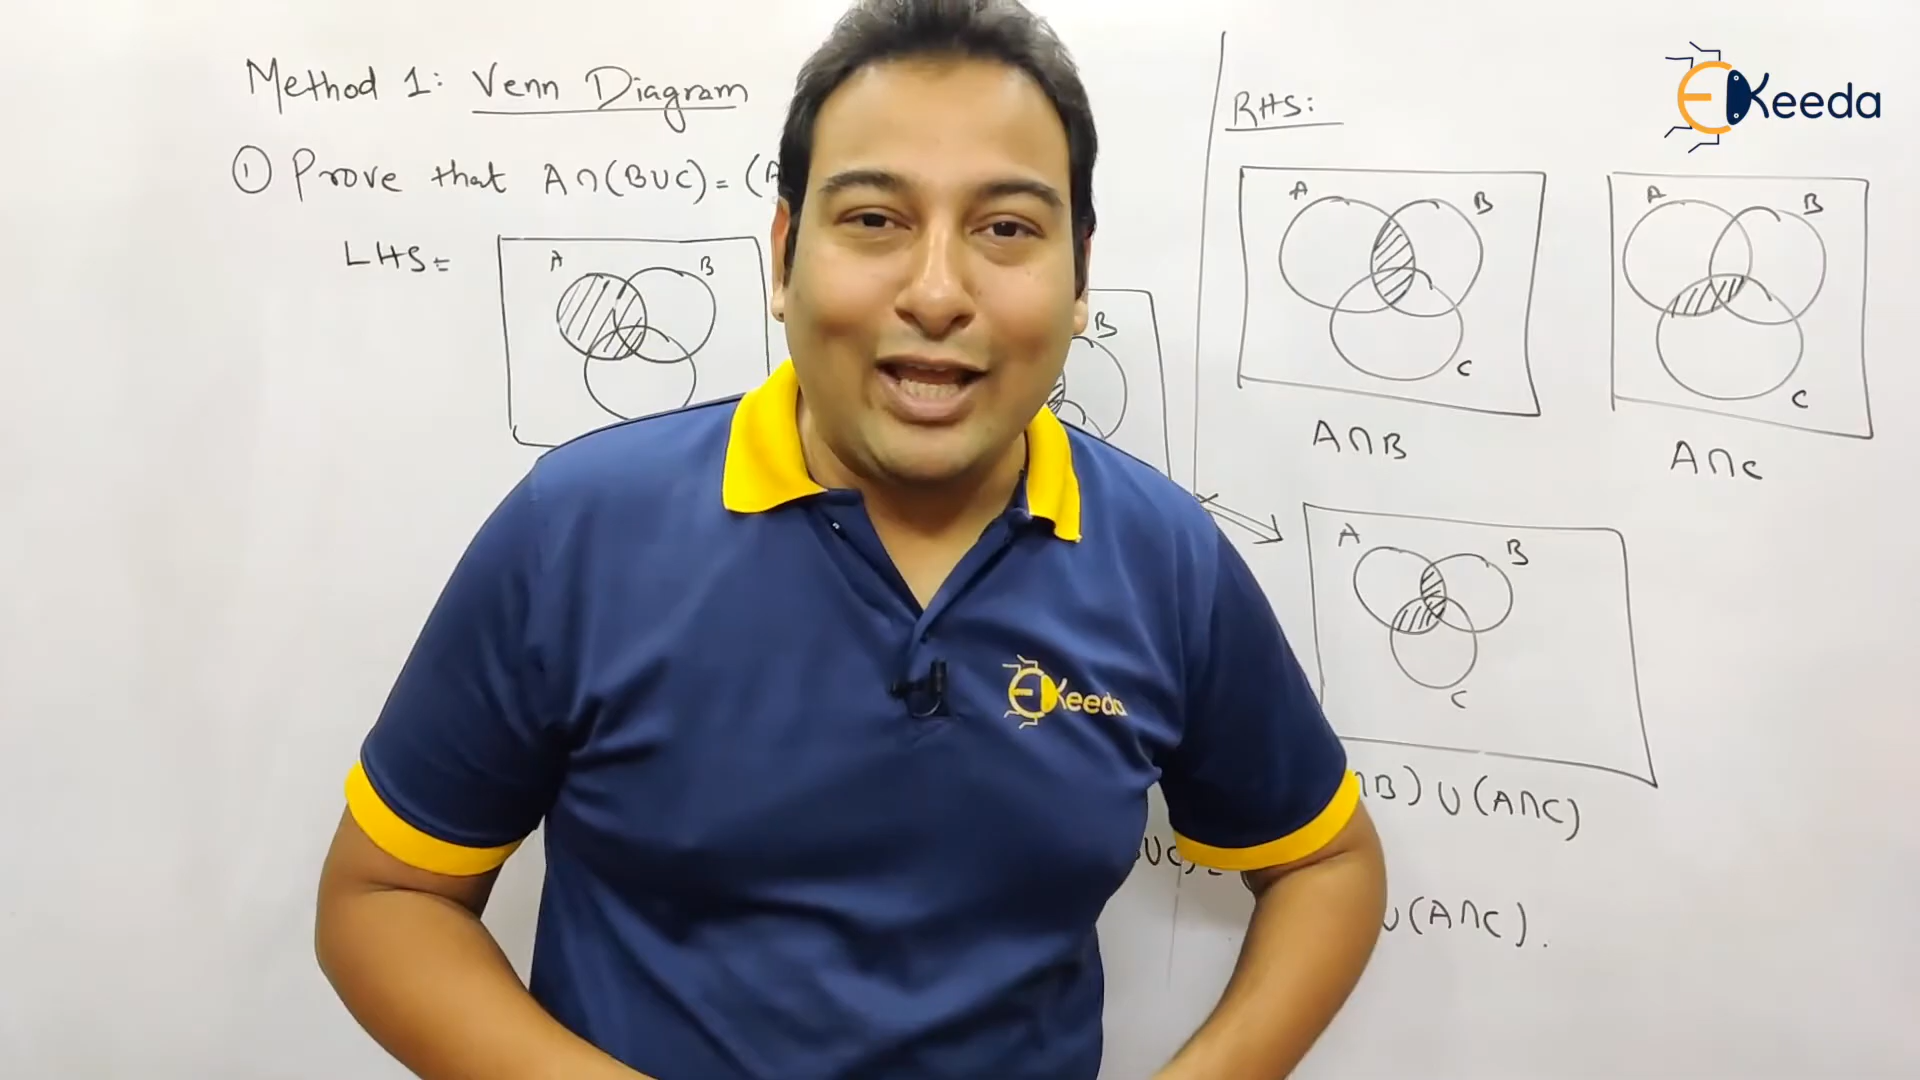 Method 1: Venn Diagram
① Prove that A∩(B∪C) = (A
LHS =
A
B
B
RHS:
A
B
C
A∩B
A
B
C
A∩C
A
B
C
∩B) ∪ (A∩C)
∪C) =
∪(A∩C).
EKeeda
EKeeda